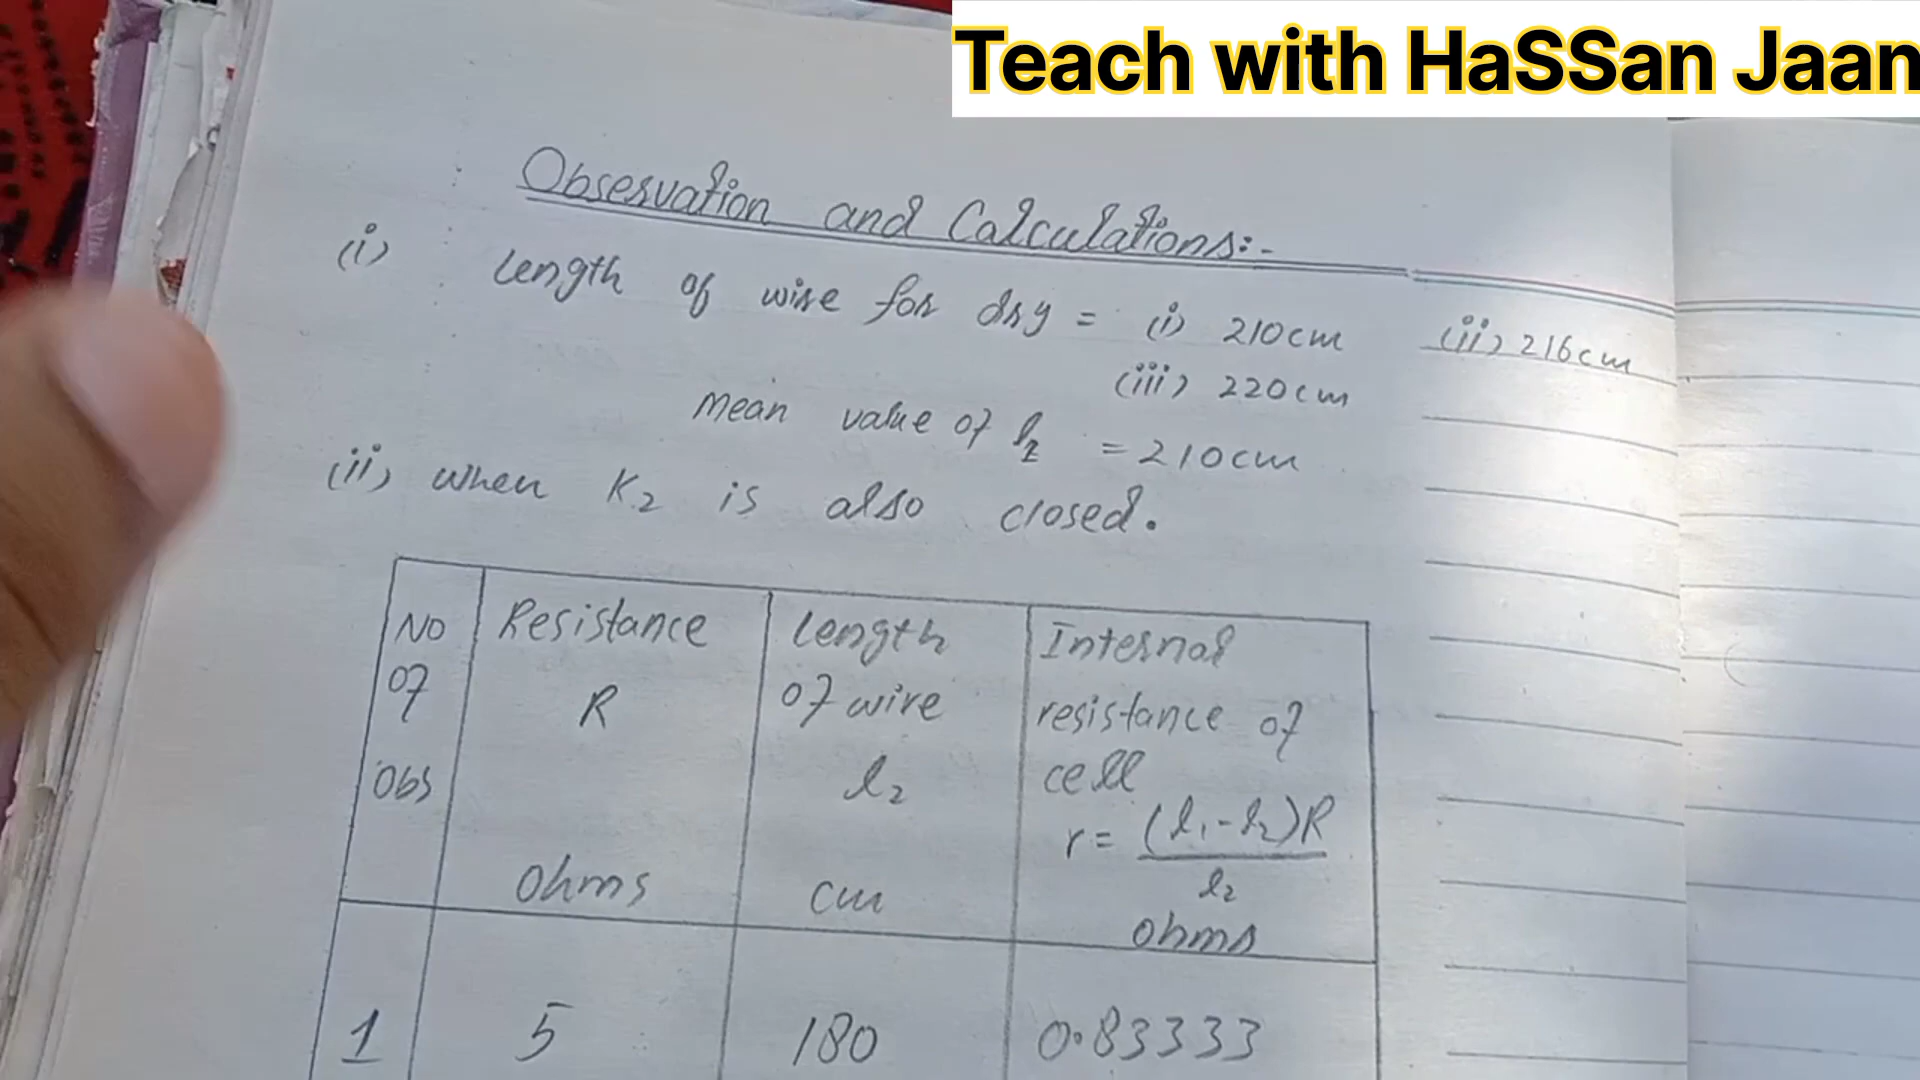 Teach with HaSSan Jaan
Observation and Calculations:-
(i) Length of wire for dry = (i) 210cm (ii) 216cm
(iii) 220cm
Mean value of l2 = 210cm
(ii) when K2 is also closed.
No of obs
Resistance R ohms
Length of wire l2 cm
Internal resistance of cell r = (l1-l2)R / l2 ohms
1 5 180 0.83333